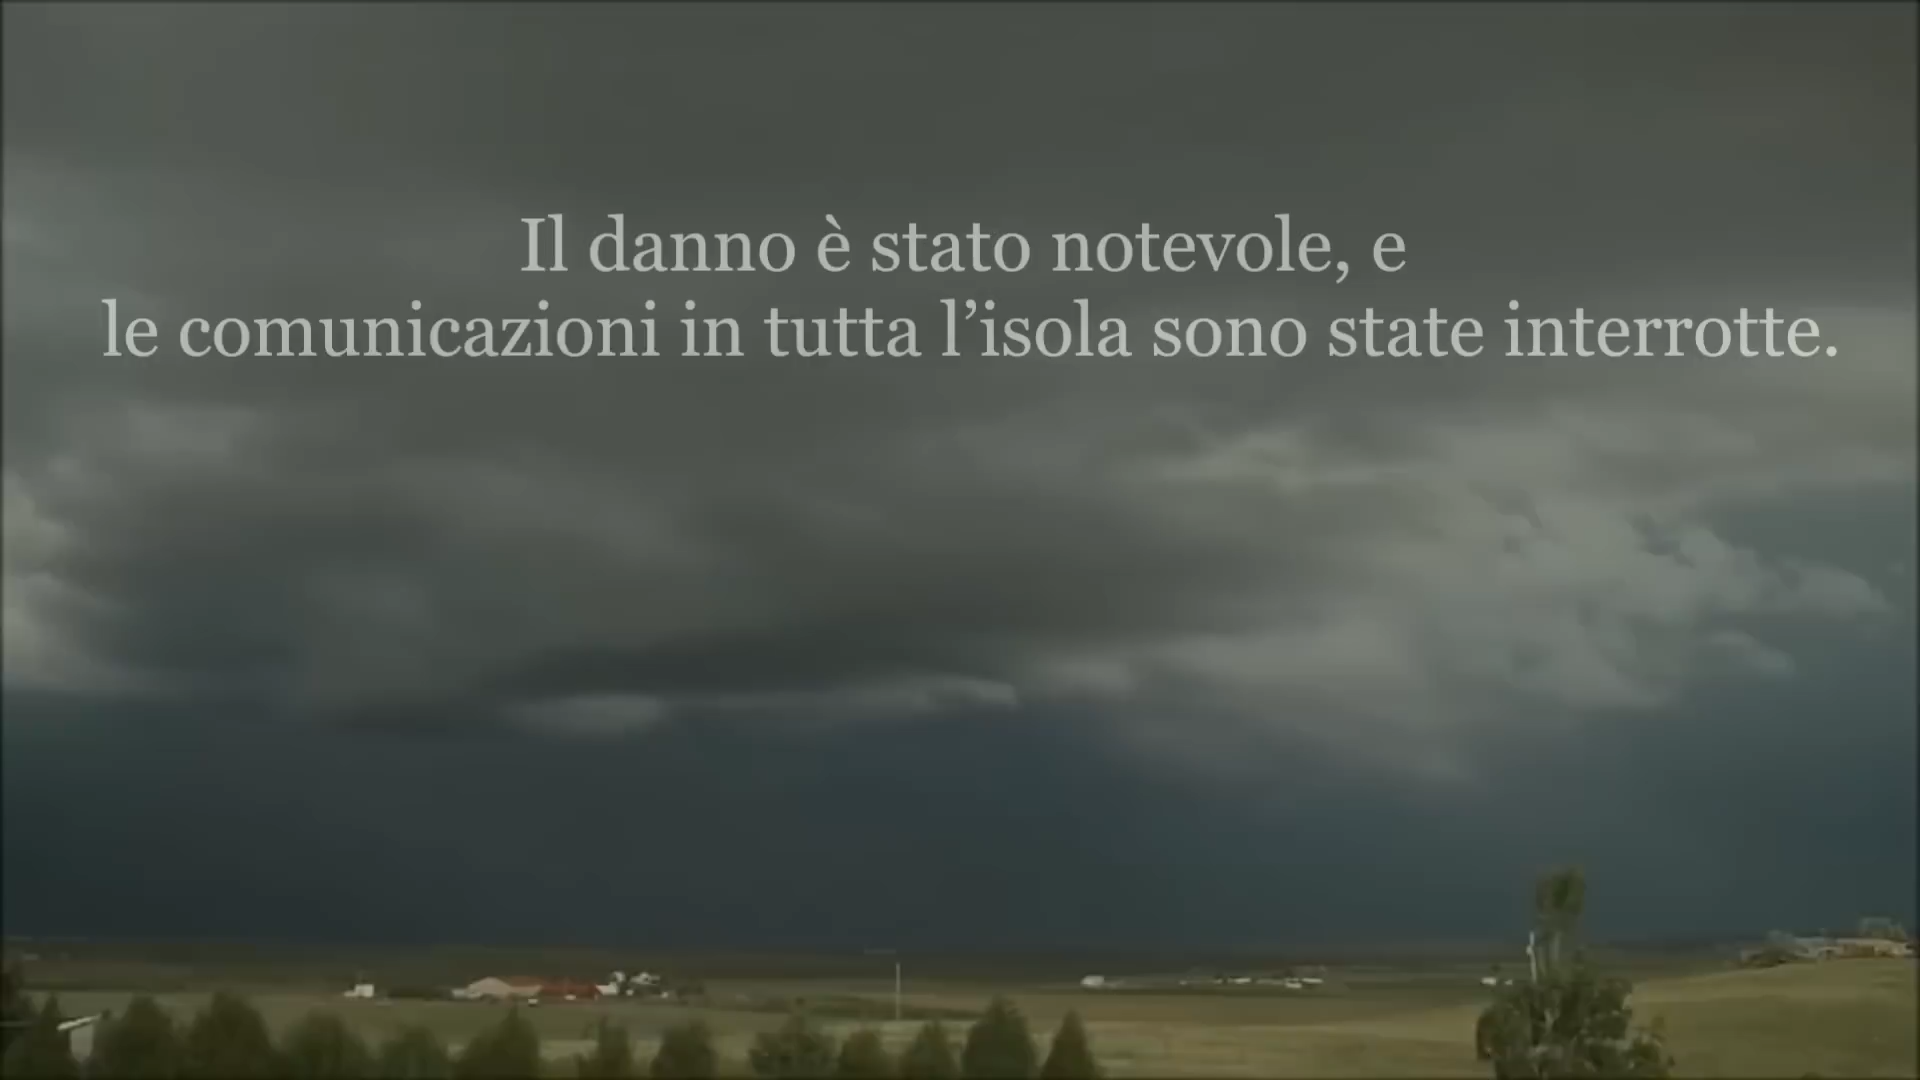 Il danno è stato notevole, e
le comunicazioni in tutta l’isola sono state interrotte.